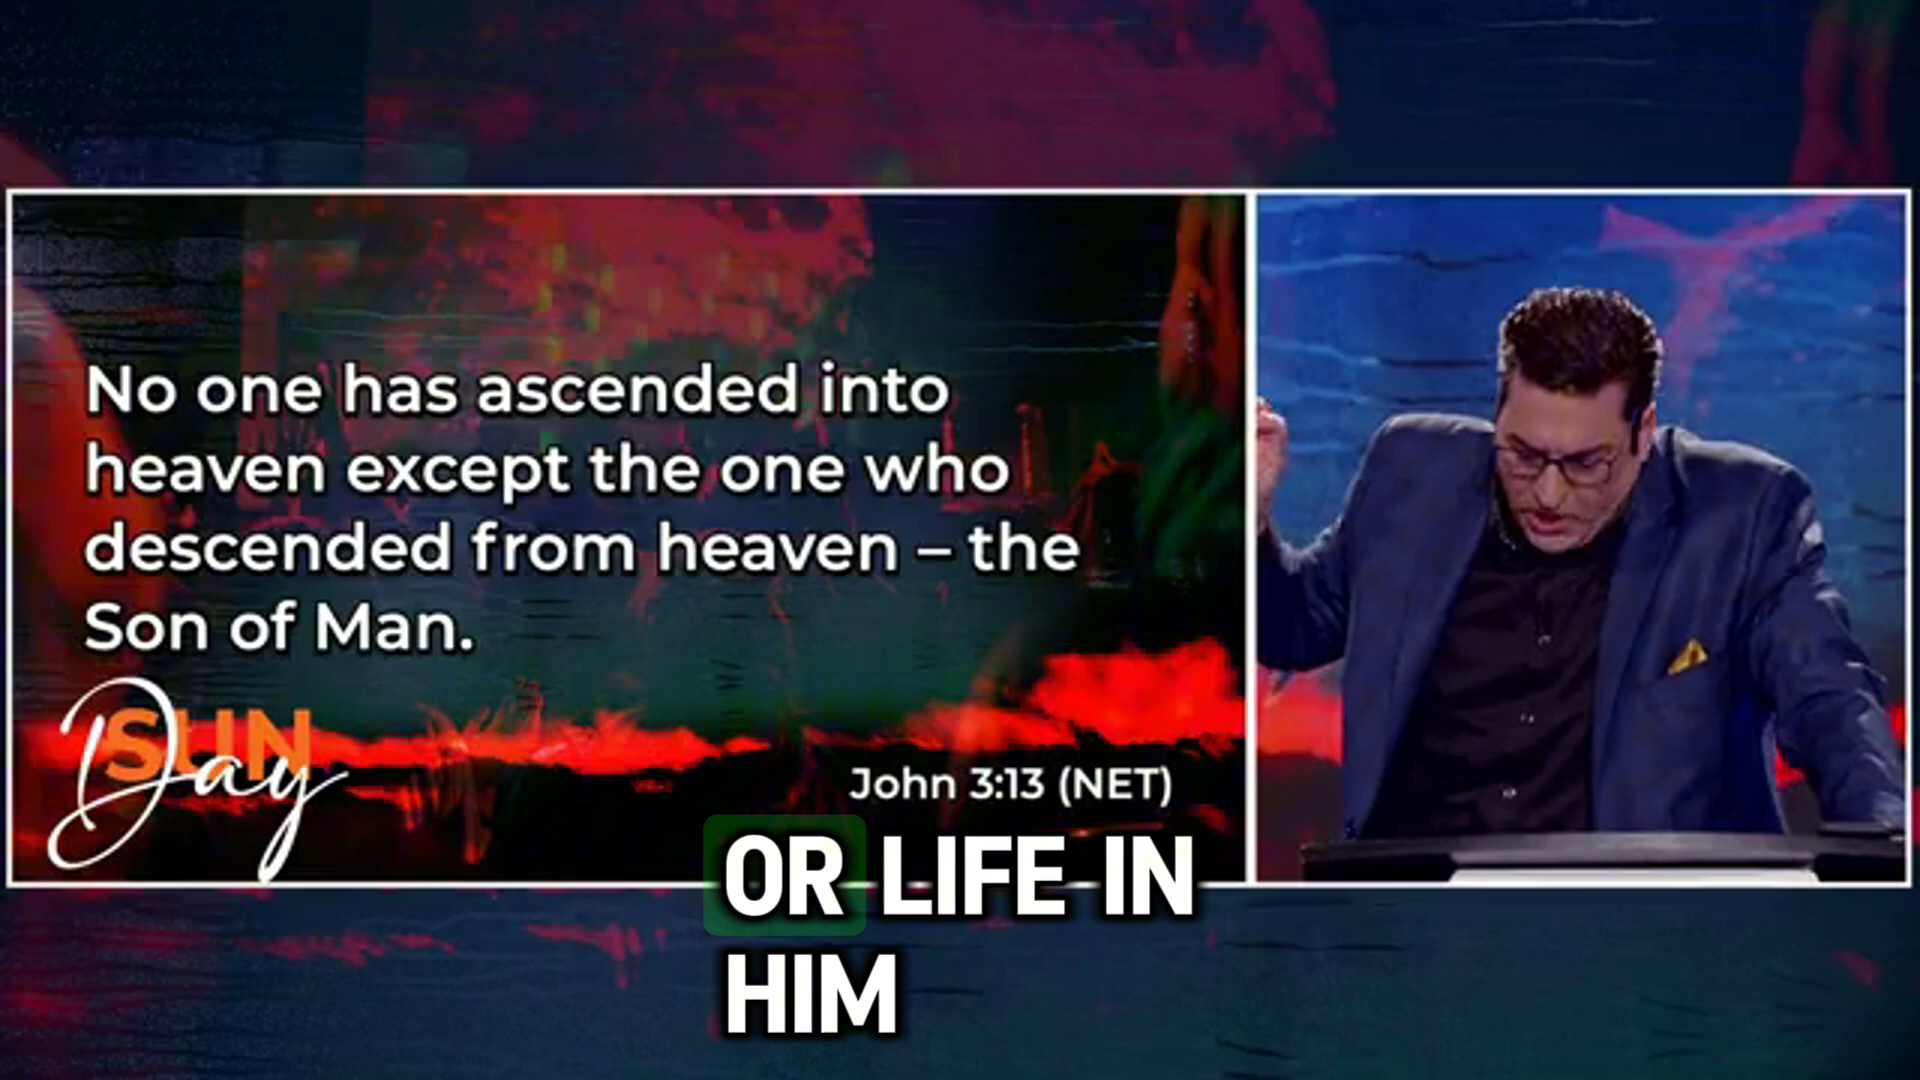 No one has ascended into
heaven except the one who
descended from heaven – the
Son of Man.
SUN
Day
John 3:13 (NET)
OR LIFE IN
HIM